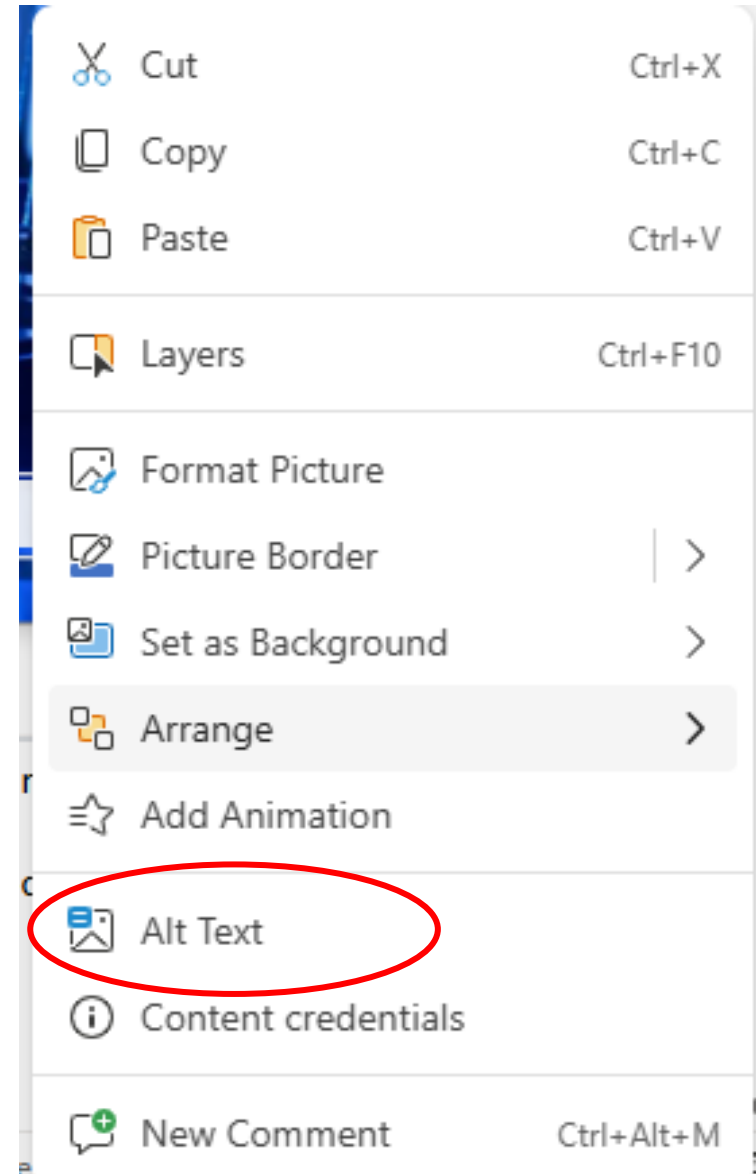 Cut Ctrl+X
Copy Ctrl+C
Paste Ctrl+V
Layers Ctrl+F10
Format Picture
Picture Border
Set as Background
Arrange
Add Animation
Alt Text
Content credentials
New Comment Ctrl+Alt+M